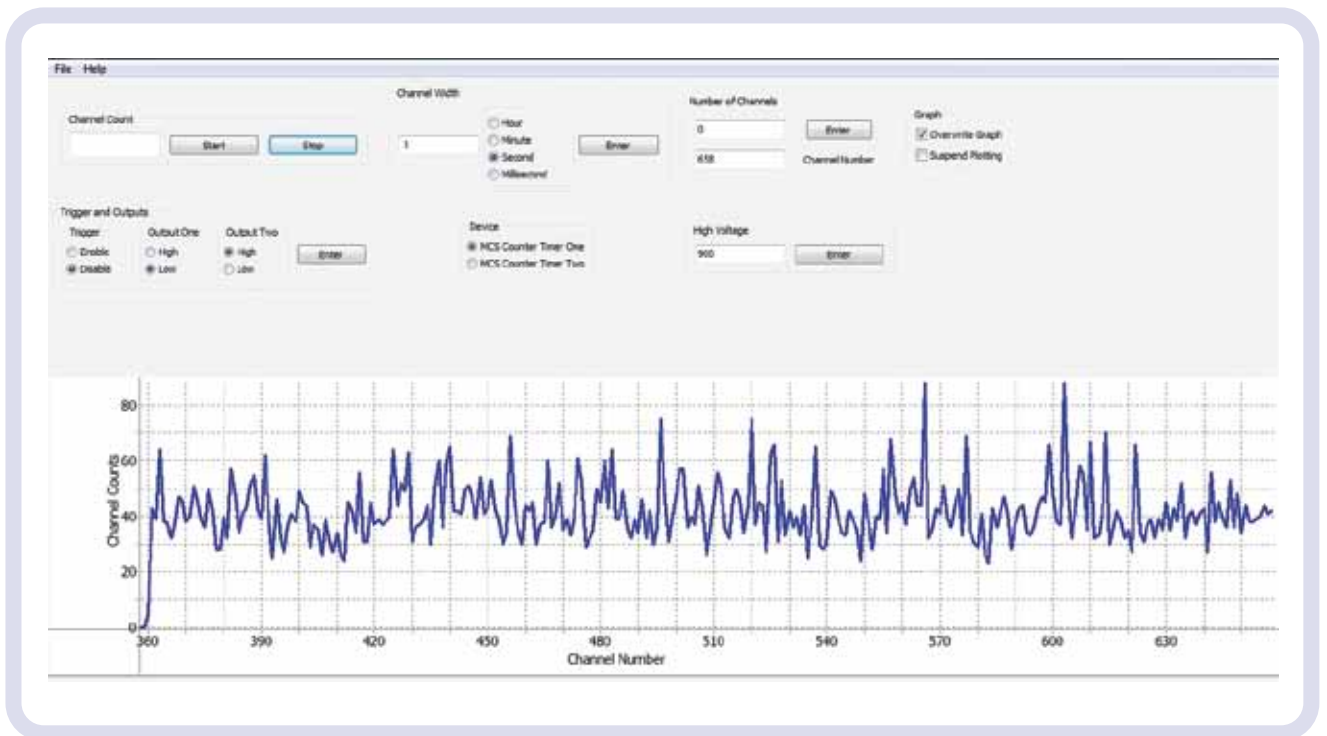 File Help
Channel Count
Start Stop
Channel Width
1
Hour
Minute
Second
Millisecond
Enter
Number of Channels
0 Enter
658 Channel Number
Graph
Overwrite Graph
Suspend Plotting
Trigger and Outputs
Trigger Output One Output Two
Enable High High
Disable Low Low
Enter
Device
MCS Counter Timer One
MCS Counter Timer Two
High Voltage
900 Enter
Channel Counts
80
60
40
20
0
360 390 420 450 480 510 540 570 600 630
Channel Number